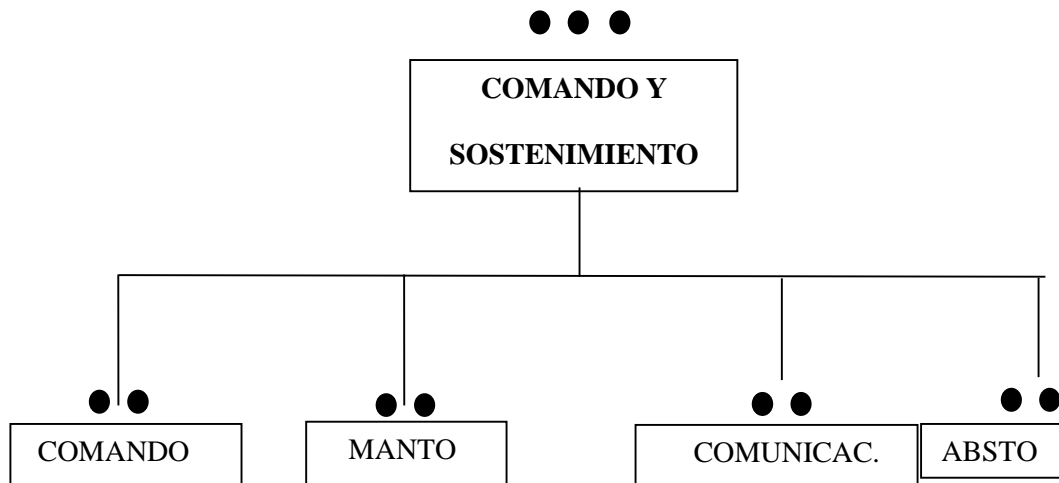 COMANDO Y
SOSTENIMIENTO
COMANDO
MANTO
COMUNICAC.
ABSTO